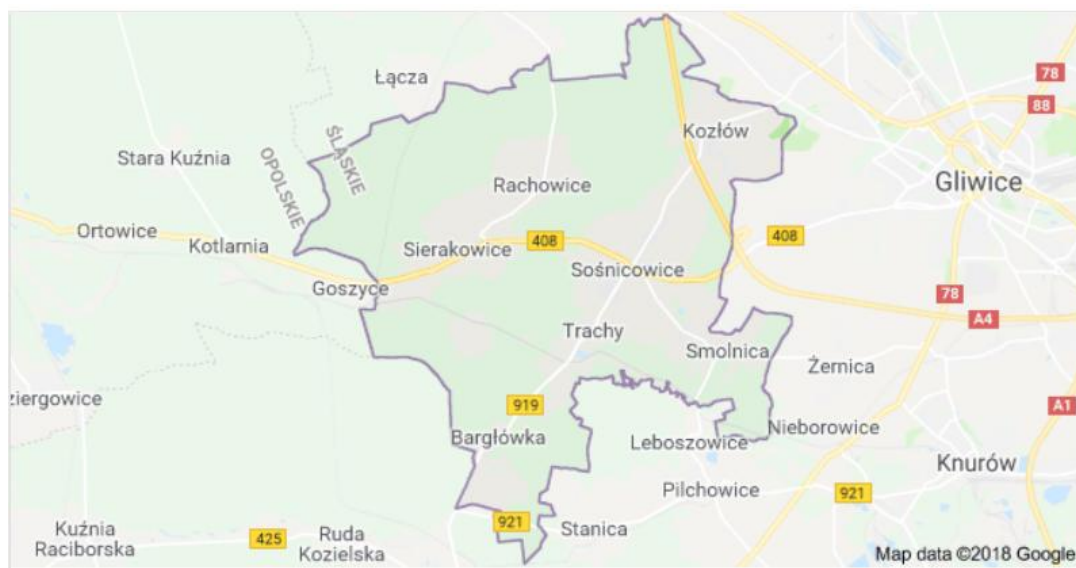 78
88
Łącza
Kozłów
Stara Kuźnia
OPOLSKIE
ŚLĄSKIE
Rachowice
Gliwice
Ortowice
Kotlarnia
Sierakowice
408
408
Sośnicowice
Goszyce
78
A4
Trachy
Smolnica
Żernica
ziergowice
919
A1
Bargłówka
Leboszowice
Nieborowice
Knurów
Pilchowice
921
Kuźnia
Raciborska
425
Ruda
Kozielska
921
Stanica
Map data ©2018 Google